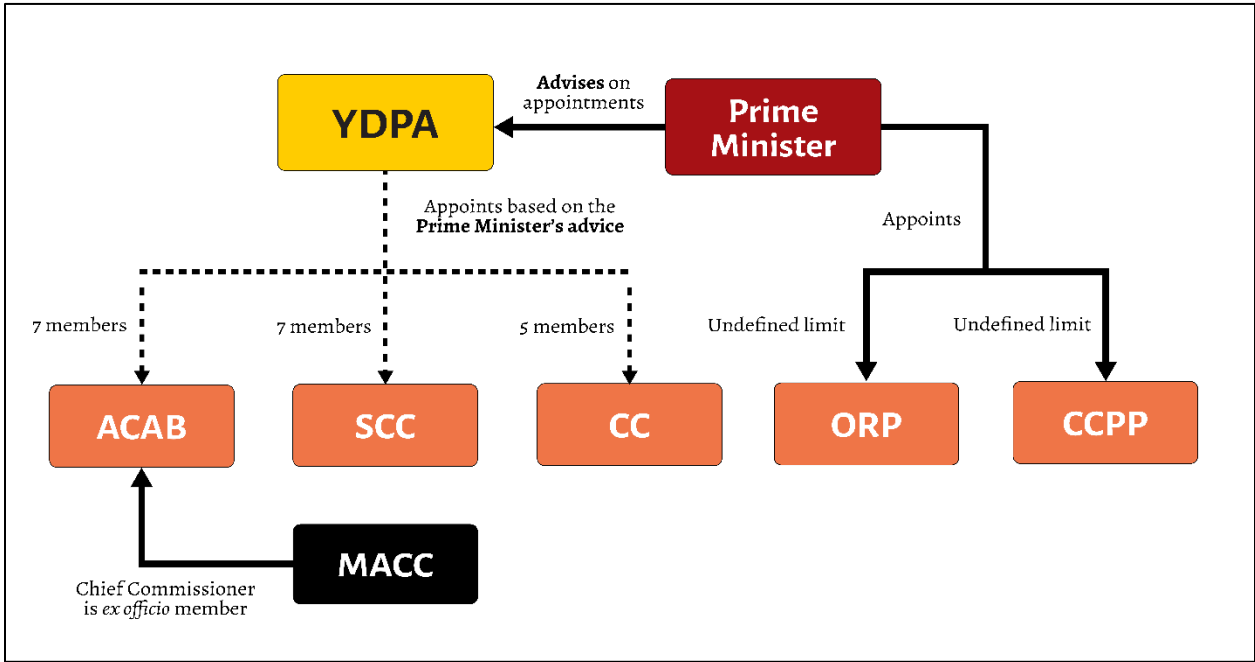 YDPA
Advises on
appointments
Prime
Minister
Appoints based on the
Prime Minister's advice
Appoints
7 members
7 members
5 members
Undefined limit
Undefined limit
ACAB
SCC
CC
ORP
CCPP
MACC
Chief Commissioner
is ex officio member